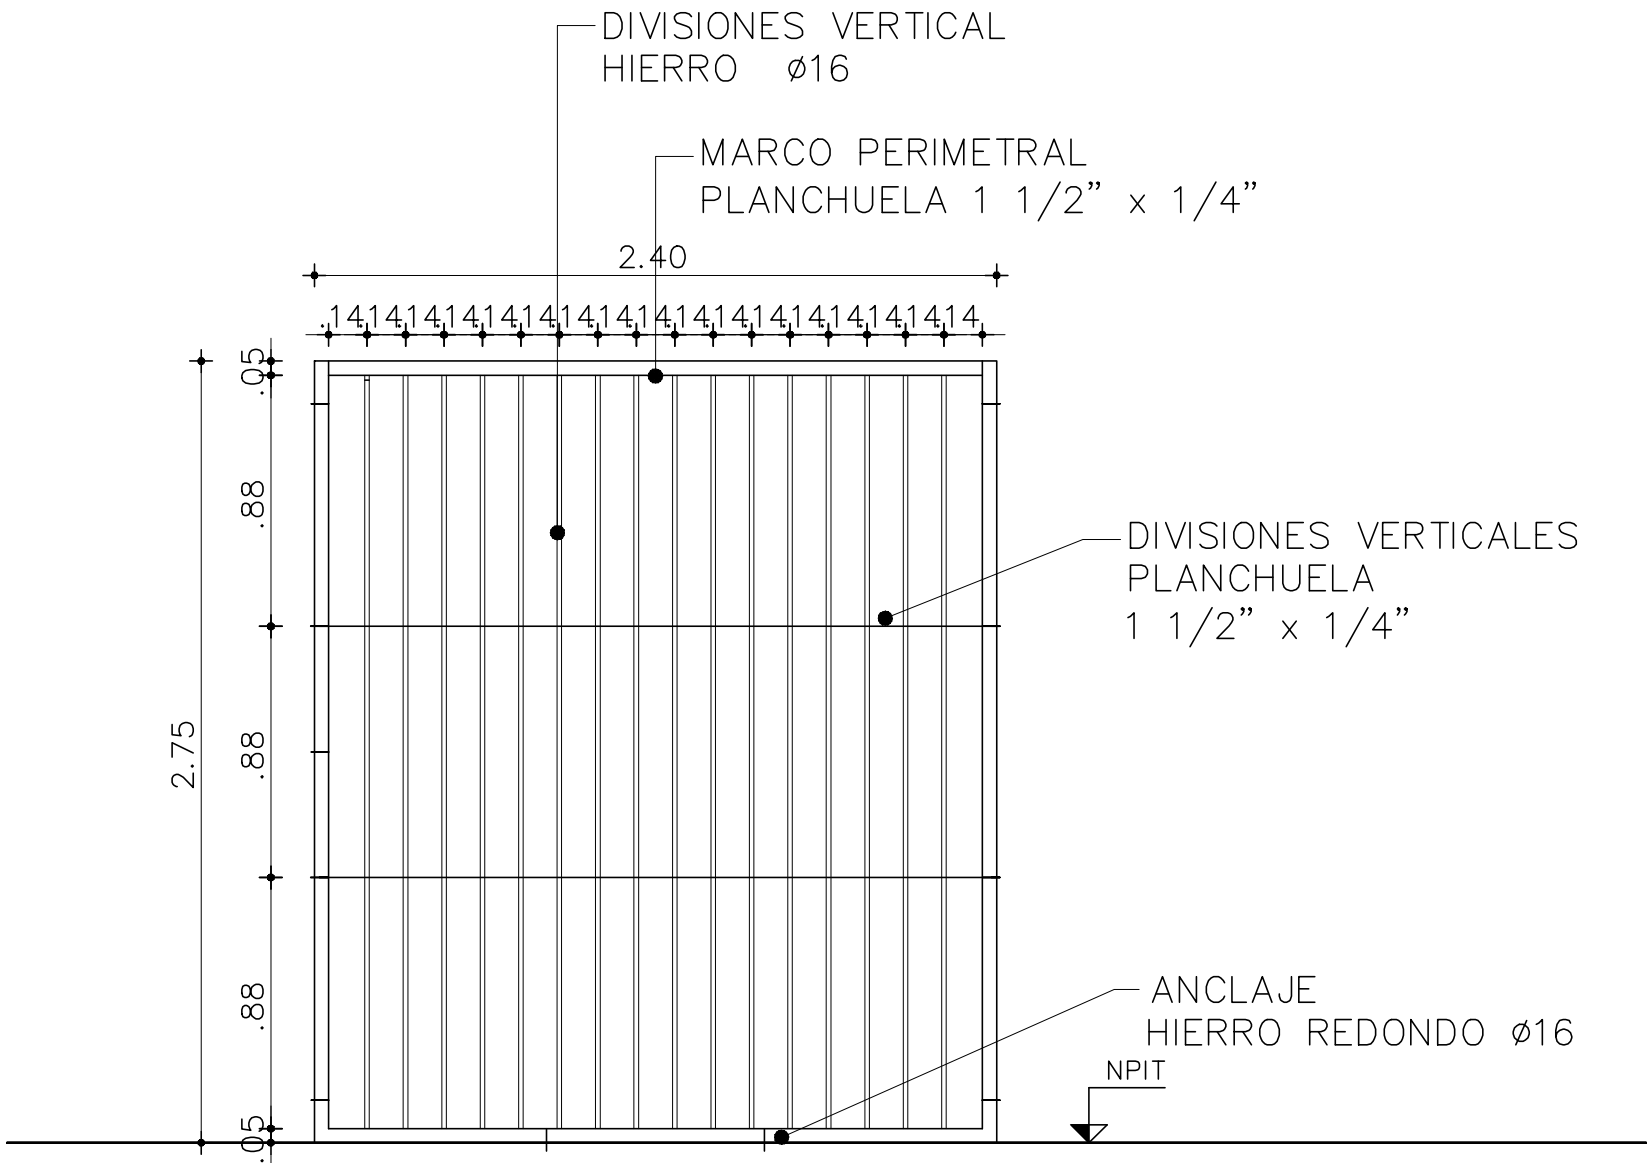 DIVISIONES VERTICAL
HIERRO ø16
MARCO PERIMETRAL
PLANCHUELA 1 1/2” x 1/4”
2.40
.14 .14 .14 .14 .14 .14 .14 .14 .14 .14 .14 .14 .14 .14 .14 .14 .14
.05
.88
DIVISIONES VERTICALES
PLANCHUELA
1 1/2” x 1/4”
2.75
.88
.88
ANCLAJE
HIERRO REDONDO ø16
NPIT
.05